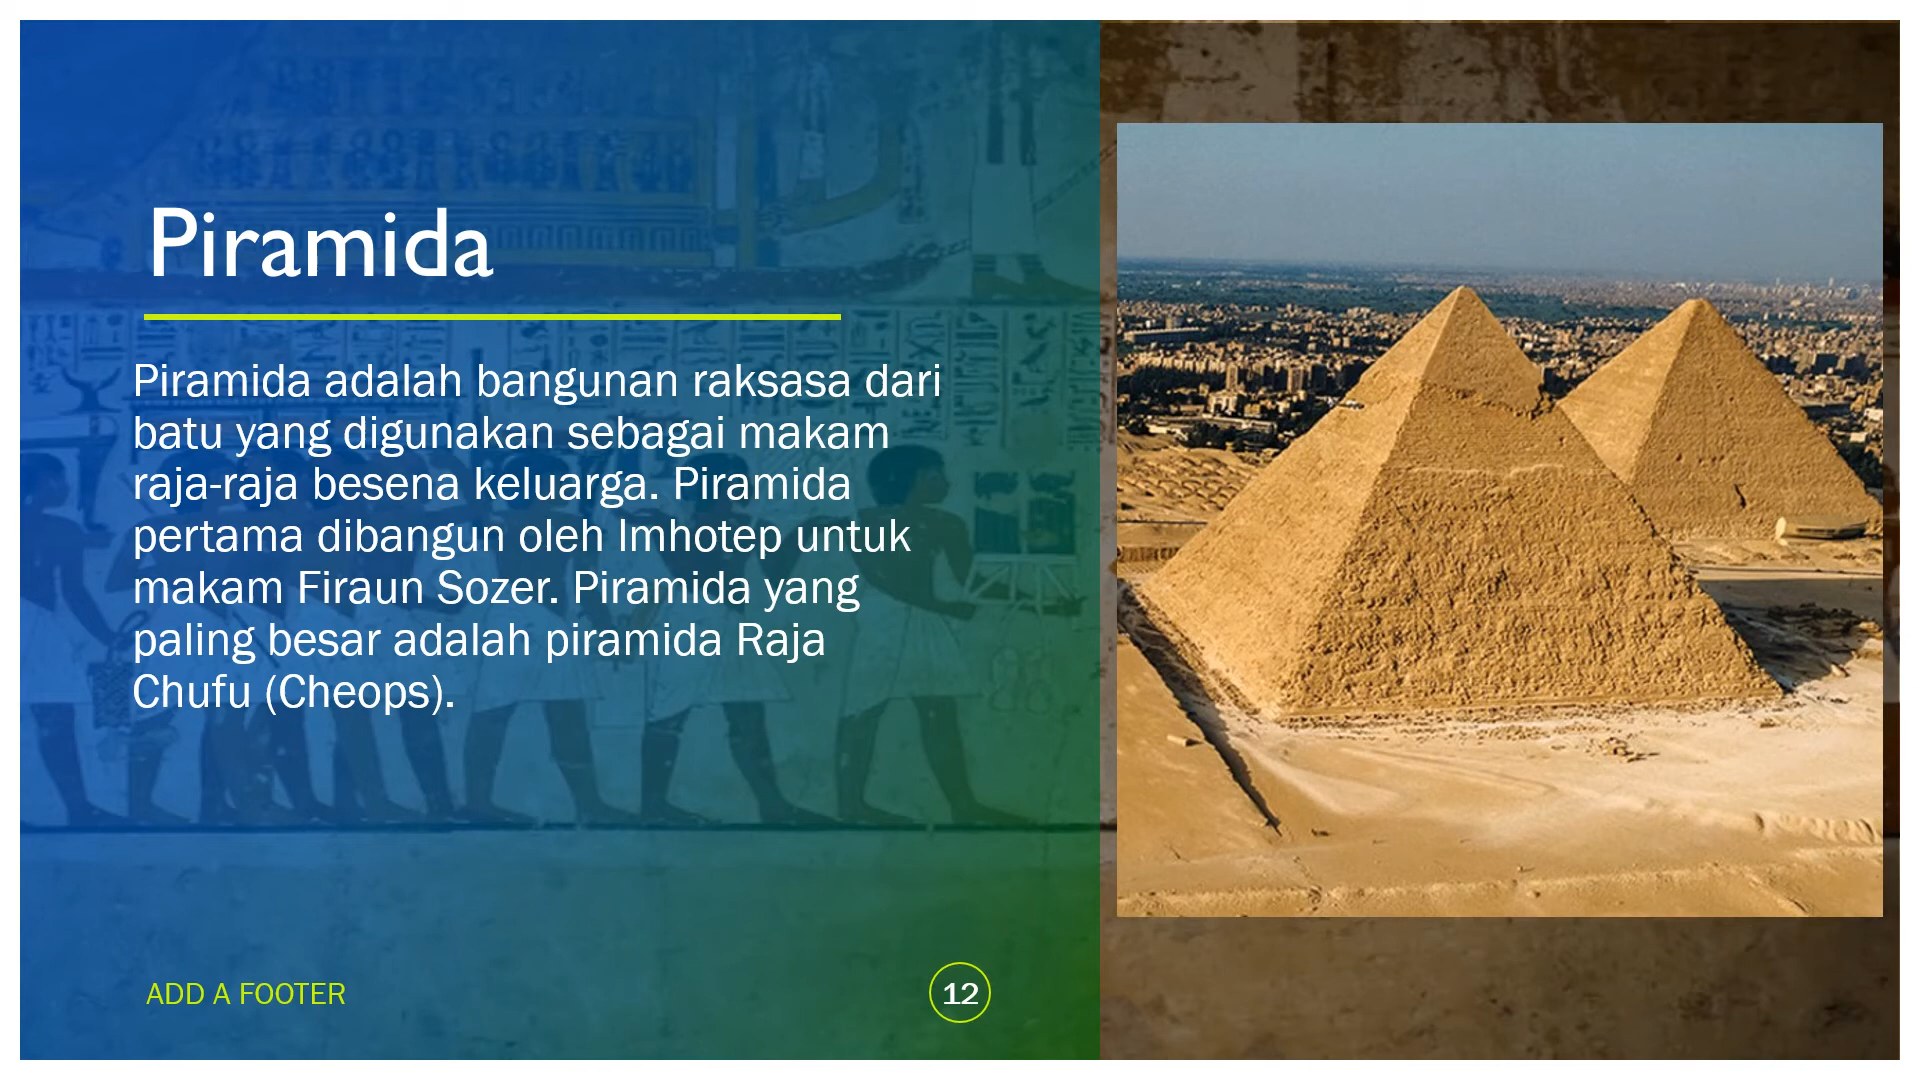 Piramida
Piramida adalah bangunan raksasa dari
batu yang digunakan sebagai makam
raja-raja besena keluarga. Piramida
pertama dibangun oleh Imhotep untuk
makam Firaun Sozer. Piramida yang
paling besar adalah piramida Raja
Chufu (Cheops).
ADD A FOOTER
12